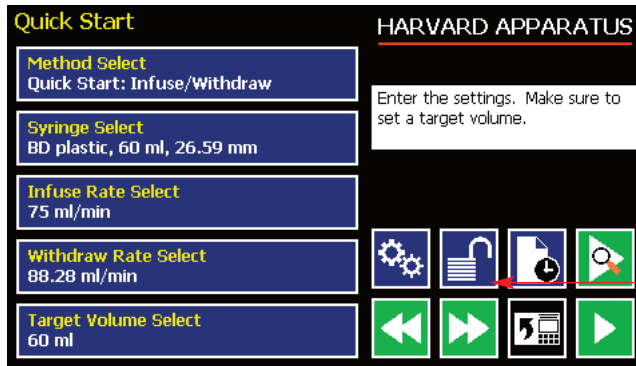 Quick Start
Method Select
Quick Start: Infuse/Withdraw
Syringe Select
BD plastic, 60 ml, 26.59 mm
Infuse Rate Select
75 ml/min
Withdraw Rate Select
88.28 ml/min
Target Volume Select
60 ml
HARVARD APPARATUS
Enter the settings. Make sure to
set a target volume.